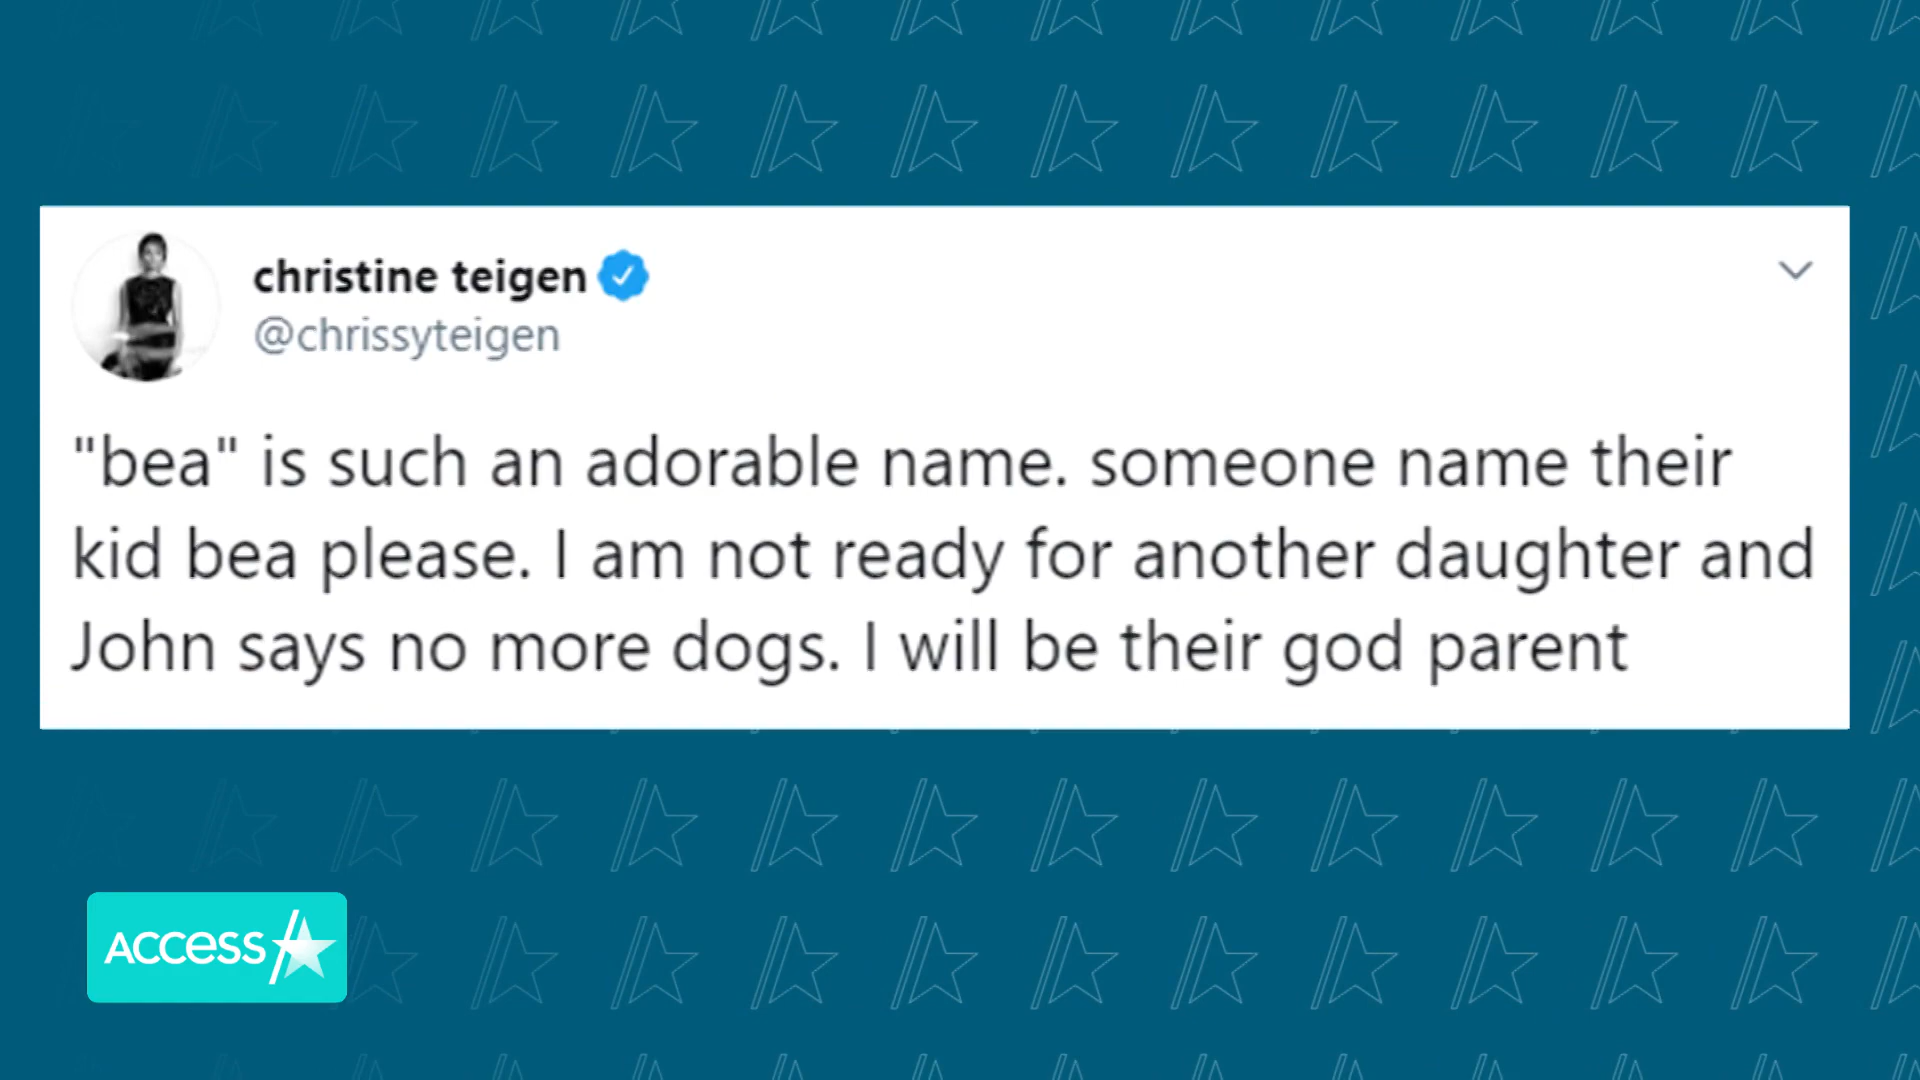 christine teigen
@chrissyteigen
"bea" is such an adorable name. someone name their
kid bea please. I am not ready for another daughter and
John says no more dogs. I will be their god parent
ACCESS